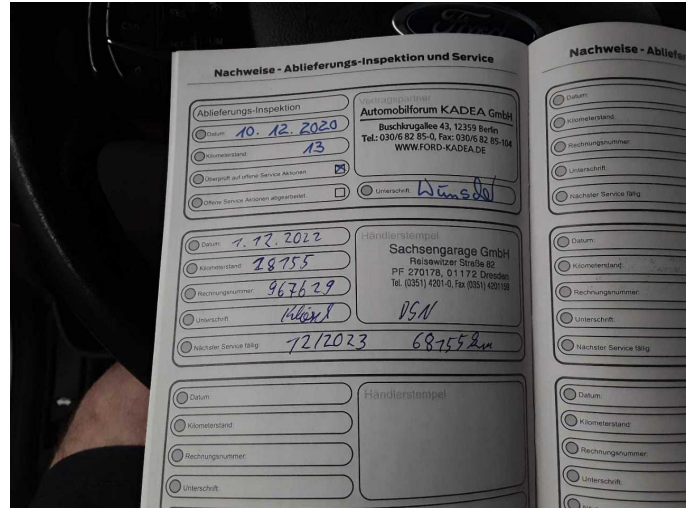 Ford
Nachweise - Ablieferungs-Inspektion und Service
Ablieferungs-Inspektion
Datum: 10. 12. 2020
Kilometerstand: 13
Überprüft auf offene Service Aktionen
Offene Service Aktionen abgearbeitet
Vertragspartner
Automobilforum KADEA GmbH
Buschkrugallee 43, 12359 Berlin
Tel.: 030/6 82 85-0, Fax: 030/6 82 85-104
WWW.FORD-KADEA.DE
Unterschrift:
Datum: 1.12.2022
Kilometerstand: 18155
Rechnungsnummer: 967629
Unterschrift:
Nächster Service fällig: 12/2023 68155 km
Händlerstempel
Sachsengarage GmbH
Reisewitzer Straße 82
PF 270178, 01172 Dresden
Tel. (0351) 4201-0, Fax (0351) 4201159
DSN
Datum:
Kilometerstand:
Rechnungsnummer:
Unterschrift:
Händlerstempel
Nachweise - Ablief
Datum:
Kilometerstand:
Rechnungsnummer:
Unterschrift:
Nächster Service fällig:
Datum:
Kilometerstand:
Rechnungsnummer:
Unterschrift:
Nächster Service fällig:
Datum:
Kilometerstand:
Rechnungsnummer:
Unterschrift: